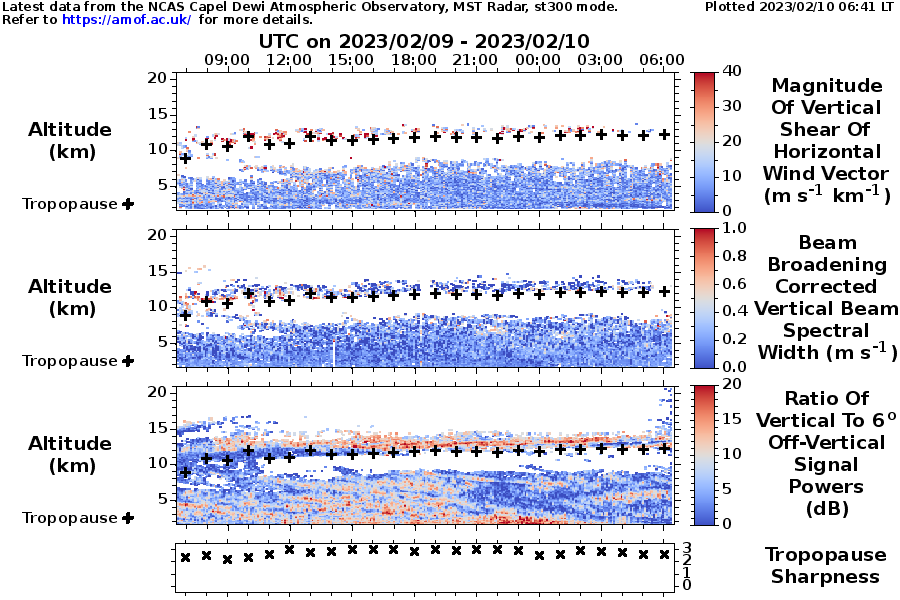 Latest data from the NCAS Capel Dewi Atmospheric Observatory, MST Radar, st300 mode.
Plotted 2023/02/10 06:41 LT
Refer to https://amof.ac.uk/ for more details.
UTC on 2023/02/09 - 2023/02/10
09:00 12:00 15:00 18:00 21:00 00:00 03:00 06:00
20
15
10
5
Altitude
(km)
Tropopause
40
30
20
10
0
Magnitude
Of Vertical
Shear Of
Horizontal
Wind Vector
(m s-1 km-1)
20
15
10
5
Altitude
(km)
Tropopause
1.0
0.8
0.6
0.4
0.2
0.0
Beam
Broadening
Corrected
Vertical Beam
Spectral
Width (m s-1)
20
15
10
5
Altitude
(km)
Tropopause
20
15
10
5
0
Ratio Of
Vertical To 6o
Off-Vertical
Signal
Powers
(dB)
3
2
1
0
Tropopause
Sharpness